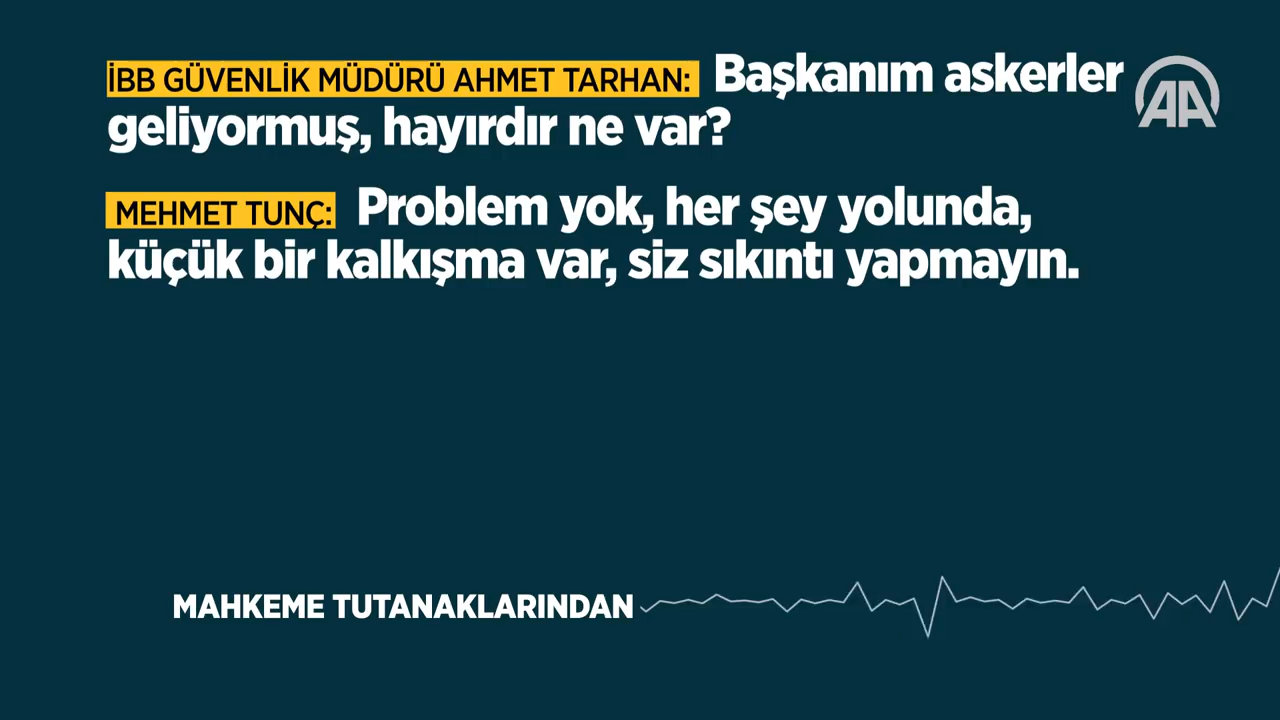 İBB GÜVENLİK MÜDÜRÜ AHMET TARHAN: Başkanım askerler
geliyormuş, hayırdır ne var?
MEHMET TUNÇ: Problem yok, her şey yolunda,
küçük bir kalkışma var, siz sıkıntı yapmayın.
MAHKEME TUTANAKLARINDAN
AA